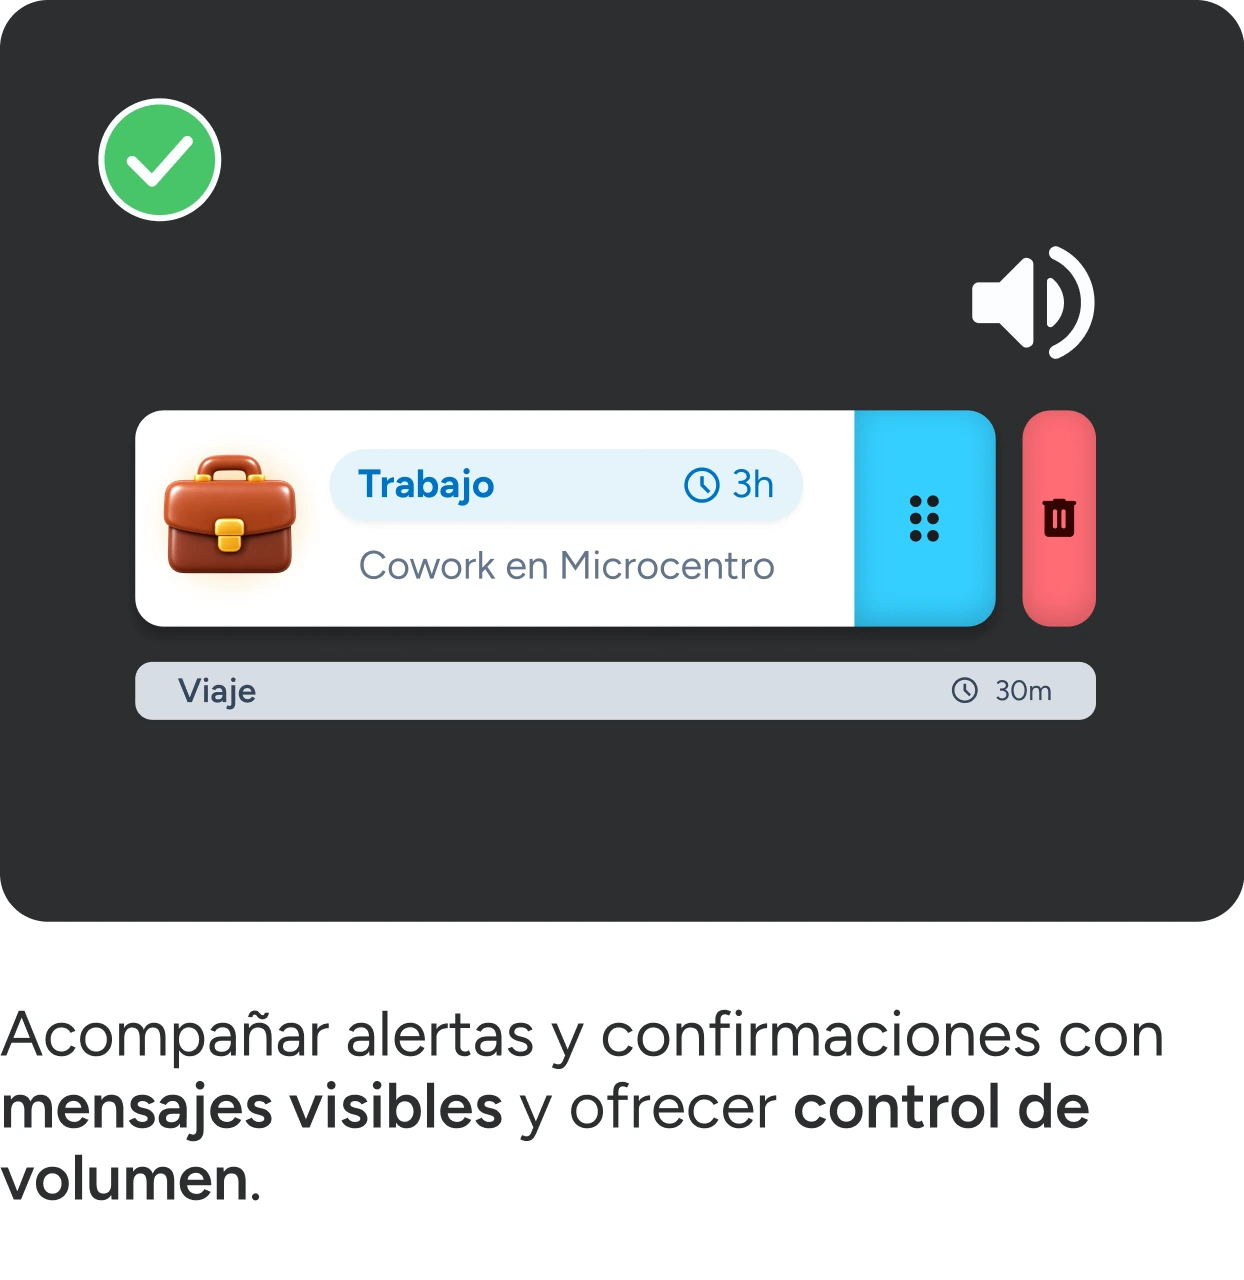 Trabajo 3h
Cowork en Microcentro
Viaje 30m
Acompañar alertas y confirmaciones con
mensajes visibles y ofrecer control de
volumen.